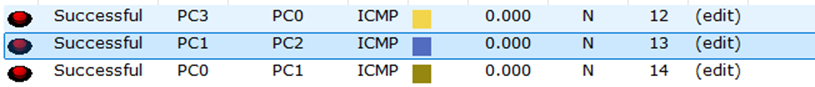 Successful PC3 PC0 ICMP 0.000 N 12 (edit)
Successful PC1 PC2 ICMP 0.000 N 13 (edit)
Successful PC0 PC1 ICMP 0.000 N 14 (edit)